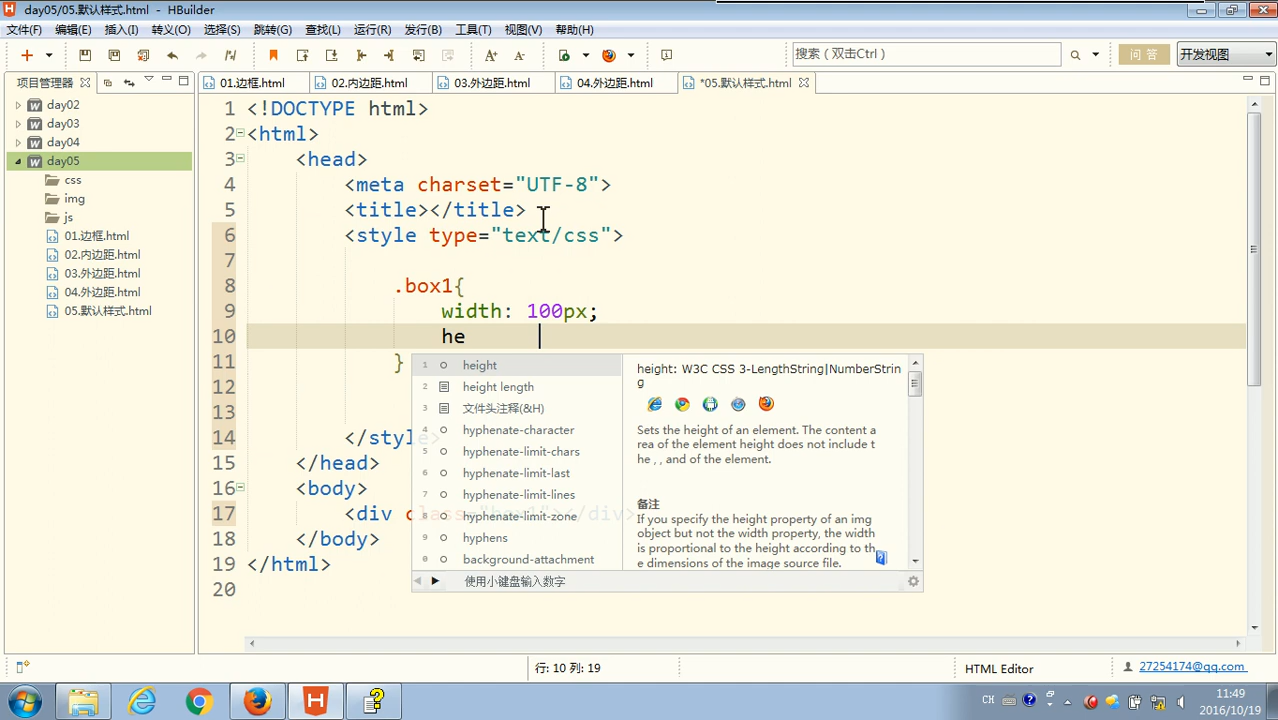 day05/05.默认样式.html - HBuilder
文件(F) 编辑(E) 插入(I) 转义(O) 选择(S) 跳转(G) 查找(L) 运行(R) 发行(B) 工具(T) 视图(V) 帮助(H)
搜索（双击Ctrl） 问答 开发视图
项目管理器 01.边框.html 02.内边距.html 03.外边距.html 04.外边距.html *05.默认样式.html
day02
day03
day04
day05
css
img
js
01.边框.html
02.内边距.html
03.外边距.html
04.外边距.html
05.默认样式.html
1 <!DOCTYPE html>
2 <html>
3 <head>
4 <meta charset="UTF-8">
5 <title></title>
6 <style type="text/css">
7
8 .box1{
9 width: 100px;
10 he
11 }
12
13
14 </style>
15 </head>
16 <body>
17 <div class="box1"></div>
18 </body>
19 </html>
20
1 height
2 height length
3 文件头注释(&H)
4 hyphenate-character
5 hyphenate-limit-chars
6 hyphenate-limit-last
7 hyphenate-limit-lines
8 hyphenate-limit-zone
9 hyphens
0 background-attachment
使用小键盘输入数字
height: W3C CSS 3-LengthString|NumberStrin
g
Sets the height of an element. The content a
rea of the element height does not include t
he , , and of the element.
备注
If you specify the height property of an img
object but not the width property, the width
is proportional to the height according to th
e dimensions of the image source file.
行: 10 列: 19 HTML Editor 27254174@qq.com
CH 11:49
2016/10/19